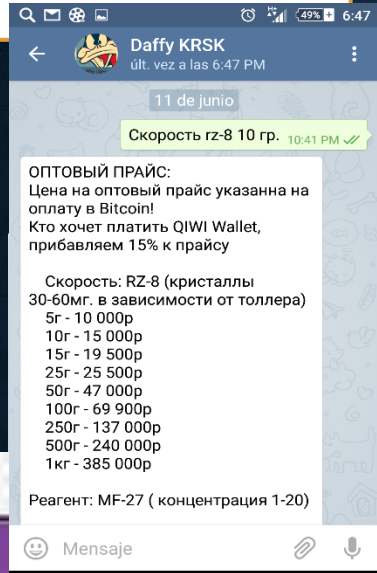 49% 6:47
Daffy KRSK
últ. vez a las 6:47 PM
11 de junio
Скорость rz-8 10 гр. 10:41 PM
ОПТОВЫЙ ПРАЙС:
Цена на оптовый прайс указанна на
оплату в Bitcoin!
Кто хочет платить QIWI Wallet,
прибавляем 15% к прайсу
Скорость: RZ-8 (кристаллы
30-60мг. в зависимости от толлера)
5г - 10 000р
10г - 15 000р
15г - 19 500р
25г - 25 500р
50г - 47 000р
100г - 69 900р
250г - 137 000р
500г - 240 000р
1кг - 385 000р
Реагент: MF-27 ( концентрация 1-20)
Mensaje